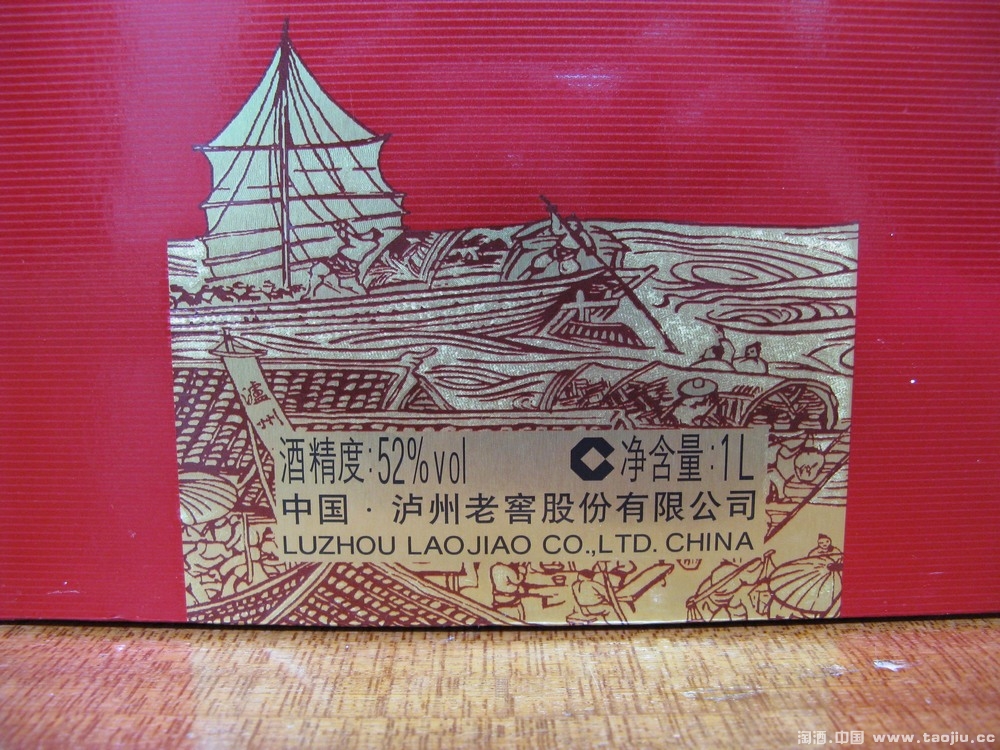 瀘州
酒精度:52%vol 净含量:1L
中国·泸州老窖股份有限公司
LUZHOU LAOJIAO CO.,LTD. CHINA
淘酒.中国 www.taojiu.cc